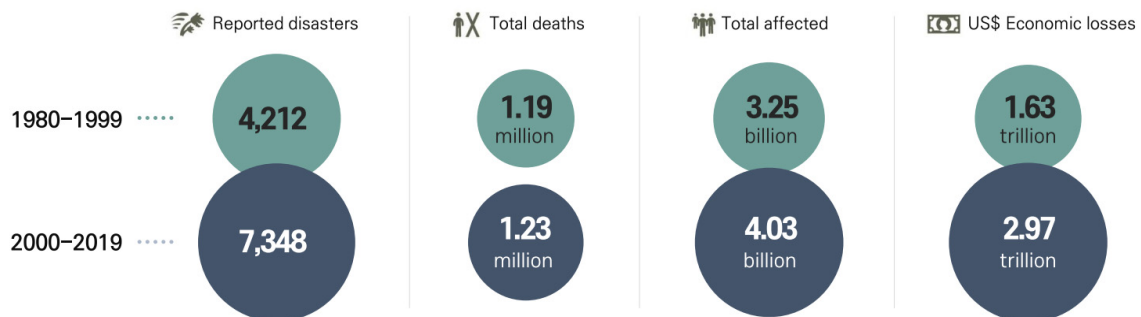 Reported disasters
Total deaths
Total affected
US$ Economic losses
1980-1999
4,212
1.19
million
3.25
billion
1.63
trillion
2000-2019
7,348
1.23
million
4.03
billion
2.97
trillion